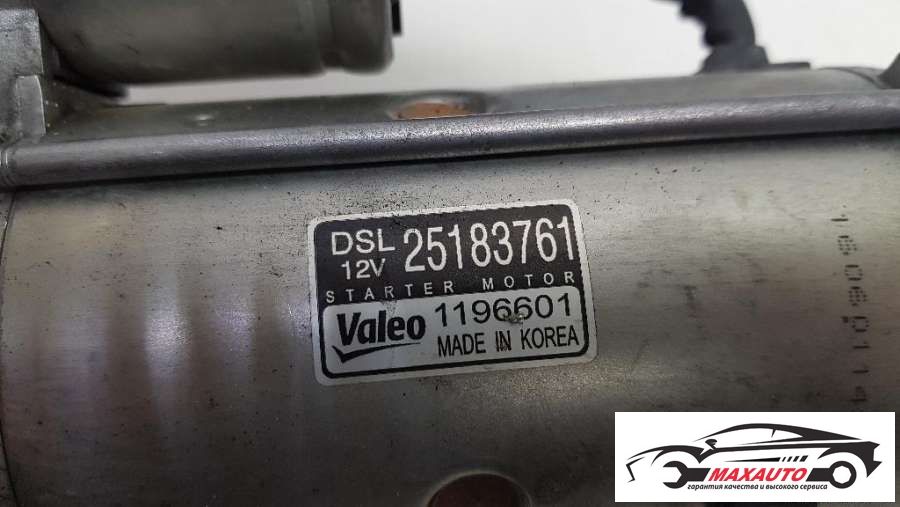 DSL 25183761
12V
STARTER MOTOR
Valeo 1196601
MADE IN KOREA
MAXAUTO
гарантия качества и высокого сервиса